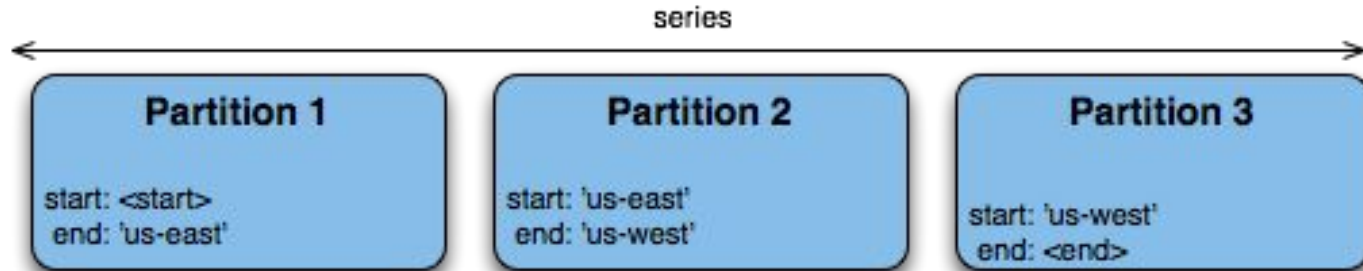 series
Partition 1
start: <start>
end: 'us-east'
Partition 2
start: 'us-east'
end: 'us-west'
Partition 3
start: 'us-west'
end: <end>